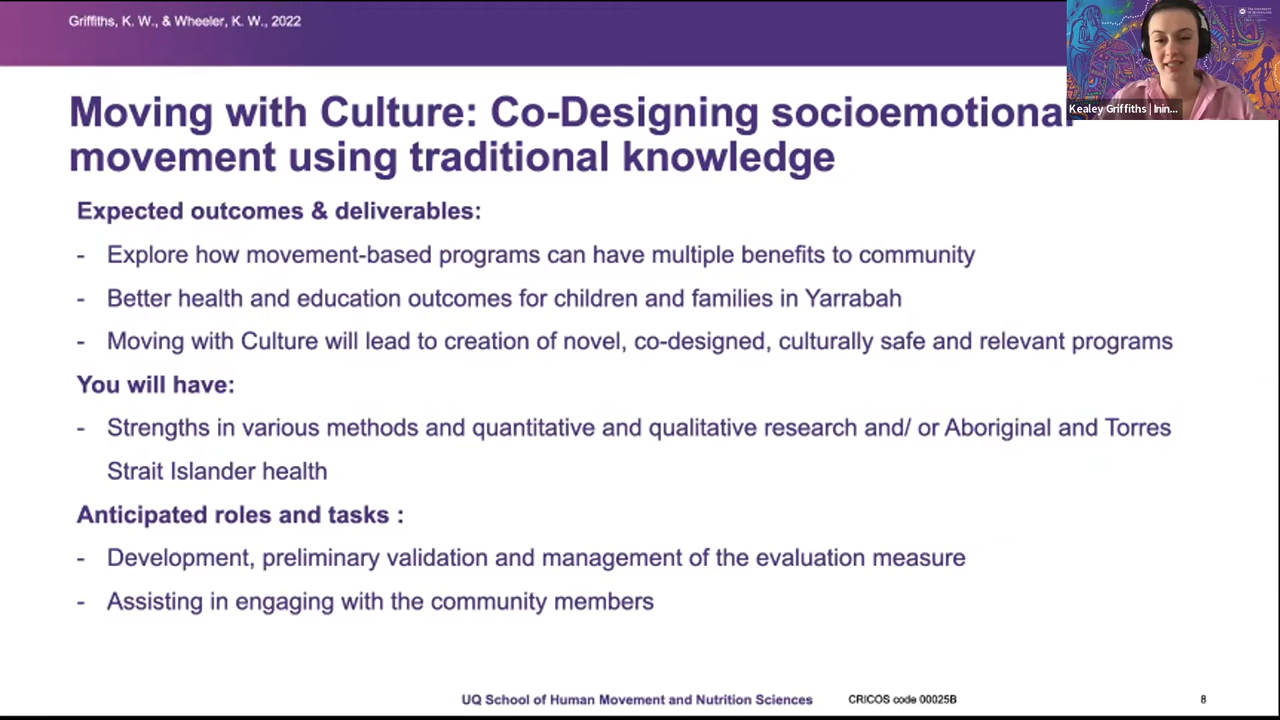 Griffiths, K. W., & Wheeler, K. W., 2022
Kealey Griffiths | Inin...
Moving with Culture: Co-Designing socioemotional
movement using traditional knowledge
Expected outcomes & deliverables:
- Explore how movement-based programs can have multiple benefits to community
- Better health and education outcomes for children and families in Yarrabah
- Moving with Culture will lead to creation of novel, co-designed, culturally safe and relevant programs
You will have:
- Strengths in various methods and quantitative and qualitative research and/ or Aboriginal and Torres
Strait Islander health
Anticipated roles and tasks :
- Development, preliminary validation and management of the evaluation measure
- Assisting in engaging with the community members
UQ School of Human Movement and Nutrition Sciences CRICOS code 00025B 8